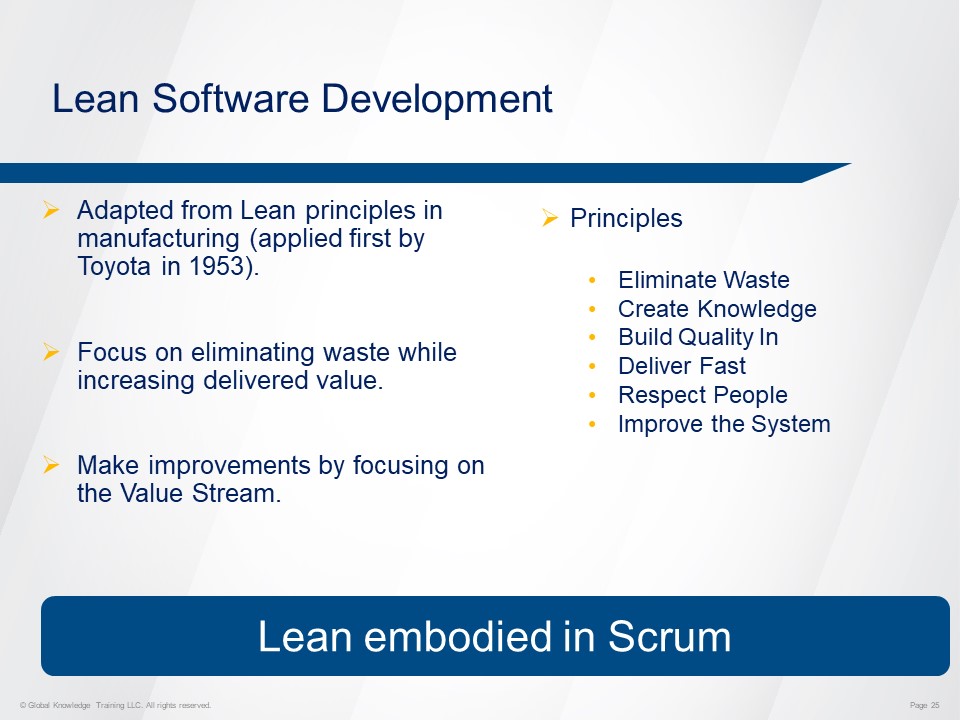 Lean Software Development
Adapted from Lean principles in
manufacturing (applied first by
Toyota in 1953).
Focus on eliminating waste while
increasing delivered value.
Make improvements by focusing on
the Value Stream.
Principles
Eliminate Waste
Create Knowledge
Build Quality In
Deliver Fast
Respect People
Improve the System
Lean embodied in Scrum
© Global Knowledge Training LLC. All rights reserved.
Page 25